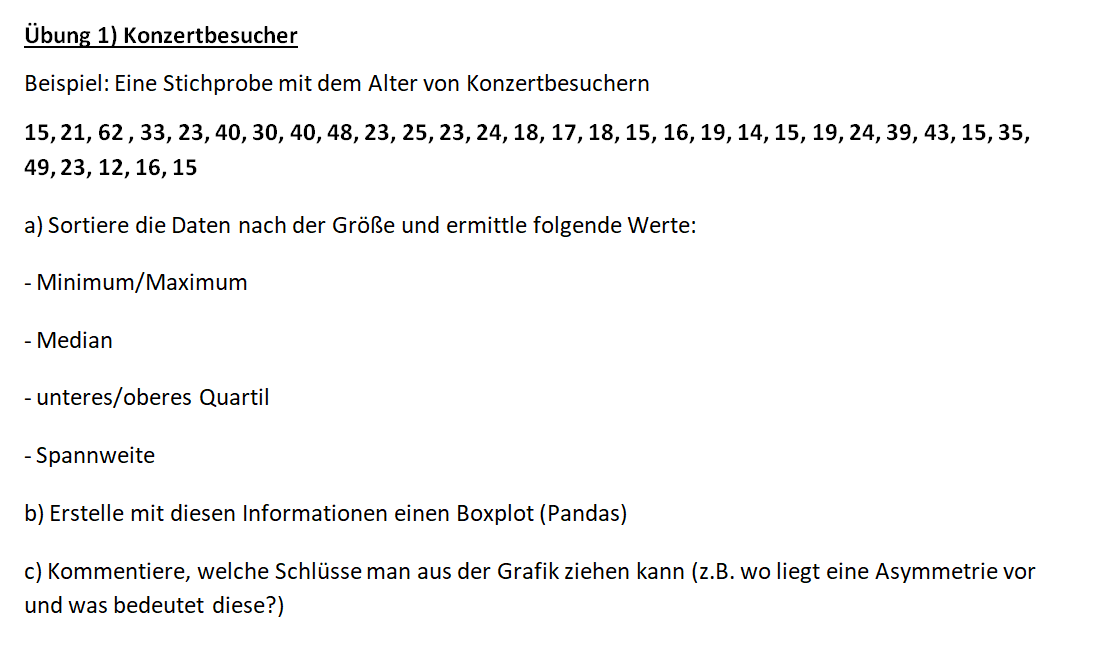 Übung 1) Konzertbesucher
Beispiel: Eine Stichprobe mit dem Alter von Konzertbesuchern
15, 21, 62 , 33, 23, 40, 30, 40, 48, 23, 25, 23, 24, 18, 17, 18, 15, 16, 19, 14, 15, 19, 24, 39, 43, 15, 35,
49, 23, 12, 16, 15
a) Sortiere die Daten nach der Größe und ermittle folgende Werte:
- Minimum/Maximum
- Median
- unteres/oberes Quartil
- Spannweite
b) Erstelle mit diesen Informationen einen Boxplot (Pandas)
c) Kommentiere, welche Schlüsse man aus der Grafik ziehen kann (z.B. wo liegt eine Asymmetrie vor
und was bedeutet diese?)